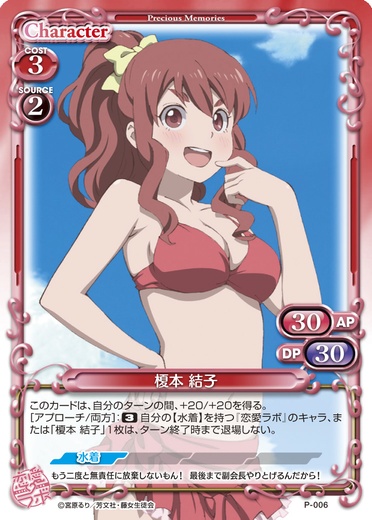 Precious Memories
Character
COST
3
SOURCE
2
30 AP
DP 30
榎本 結子
このカードは、自分のターンの間、+20/+20を得る。
[アプローチ/両方]:3自分の【水着】を持つ『恋愛ラボ』のキャラ、ま
たは「榎本 結子」1枚は、ターン終了時まで退場しない。
水着
もう二度と無責任に放棄しないもん! 最後まで副会長やりとげるんだから!
恋愛ラボ
©宮原るり/芳文社・藤女生徒会
P-006